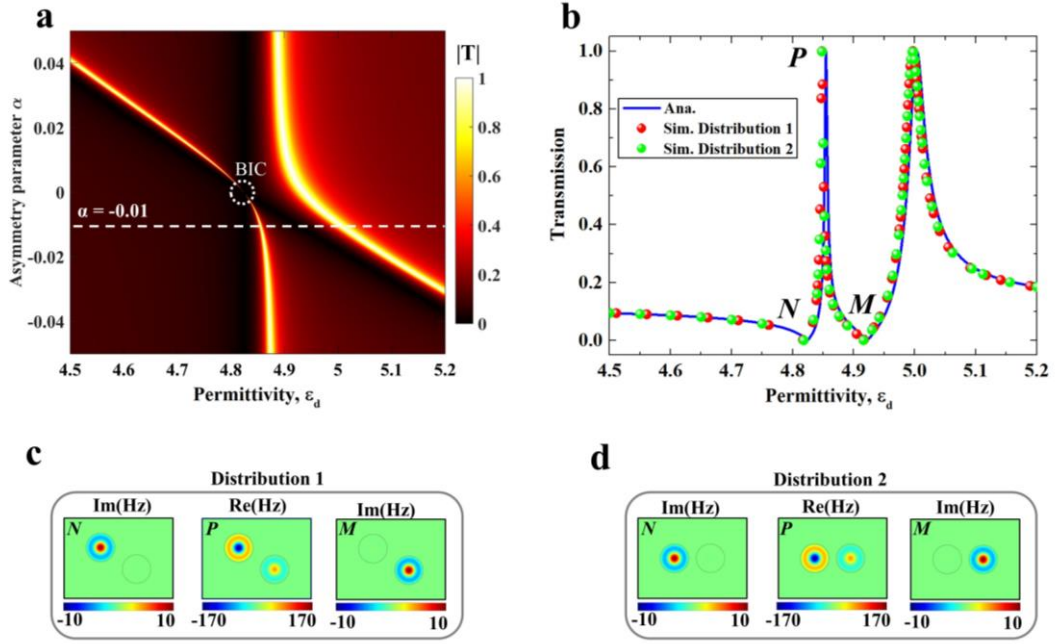 a
|T|
Asymmetry parameter α
0.04
0.02
0
-0.02
-0.04
BIC
α = -0.01
4.5
4.6
4.7
4.8
4.9
5
5.1
5.2
Permittivity, ε_d
1
0.8
0.6
0.4
0.2
0
b
Transmission
1.0
0.8
0.6
0.4
0.2
0.0
P
N
M
Ana.
Sim. Distribution 1
Sim. Distribution 2
4.5
4.6
4.7
4.8
4.9
5.0
5.1
5.2
Permittivity, ε_d
c
Distribution 1
Im(Hz) Re(Hz) Im(Hz)
N P M
-10 10 -170 170 -10 10
d
Distribution 2
Im(Hz) Re(Hz) Im(Hz)
N P M
-10 10 -170 170 -10 10